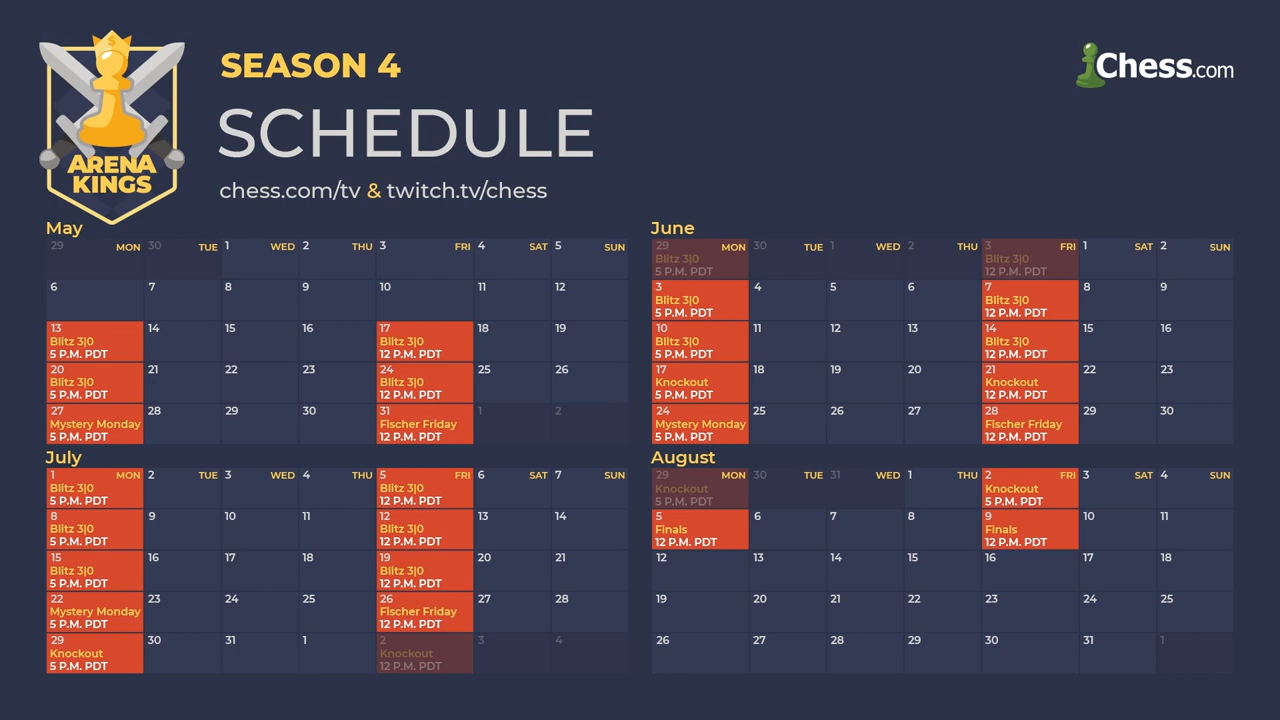 SEASON 4
Chess.com
SCHEDULE
ARENA
KINGS
chess.com/tv & twitch.tv/chess
May
29 MON 30 TUE 1 WED 2 THU 3 FRI 4 SAT 5 SUN
6 7 8 9 10 11 12
13 14 15 16 17 18 19
Blitz 3|0 Blitz 3|0
5 P.M. PDT 12 P.M. PDT
20 21 22 23 24 25 26
Blitz 3|0 Blitz 3|0
5 P.M. PDT 12 P.M. PDT
27 28 29 30 31 1 2
Mystery Monday Fischer Friday
5 P.M. PDT 12 P.M. PDT
June
29 MON 30 TUE 1 WED 2 THU 3 FRI 1 SAT 2 SUN
Blitz 3|0 Blitz 3|0
5 P.M. PDT 12 P.M. PDT
3 4 5 6 7 8 9
Blitz 3|0 Blitz 3|0
5 P.M. PDT 12 P.M. PDT
10 11 12 13 14 15 16
Blitz 3|0 Blitz 3|0
5 P.M. PDT 12 P.M. PDT
17 18 19 20 21 22 23
Knockout Knockout
5 P.M. PDT 12 P.M. PDT
24 25 26 27 28 29 30
Mystery Monday Fischer Friday
5 P.M. PDT 12 P.M. PDT
July
1 MON 2 TUE 3 WED 4 THU 5 FRI 6 SAT 7 SUN
Blitz 3|0 Blitz 3|0
5 P.M. PDT 12 P.M. PDT
8 9 10 11 12 13 14
Blitz 3|0 Blitz 3|0
5 P.M. PDT 12 P.M. PDT
15 16 17 18 19 20 21
Blitz 3|0 Blitz 3|0
5 P.M. PDT 12 P.M. PDT
22 23 24 25 26 27 28
Mystery Monday Fischer Friday
5 P.M. PDT 12 P.M. PDT
29 30 31 1 2 3 4
Knockout Knockout
5 P.M. PDT 12 P.M. PDT
August
29 MON 30 TUE 31 WED 1 THU 2 FRI 3 SAT 4 SUN
Knockout Knockout
5 P.M. PDT 12 P.M. PDT
5 6 7 8 9 10 11
Finals Finals
12 P.M. PDT 12 P.M. PDT
12 13 14 15 16 17 18
19 20 21 22 23 24 25
26 27 28 29 30 31 1